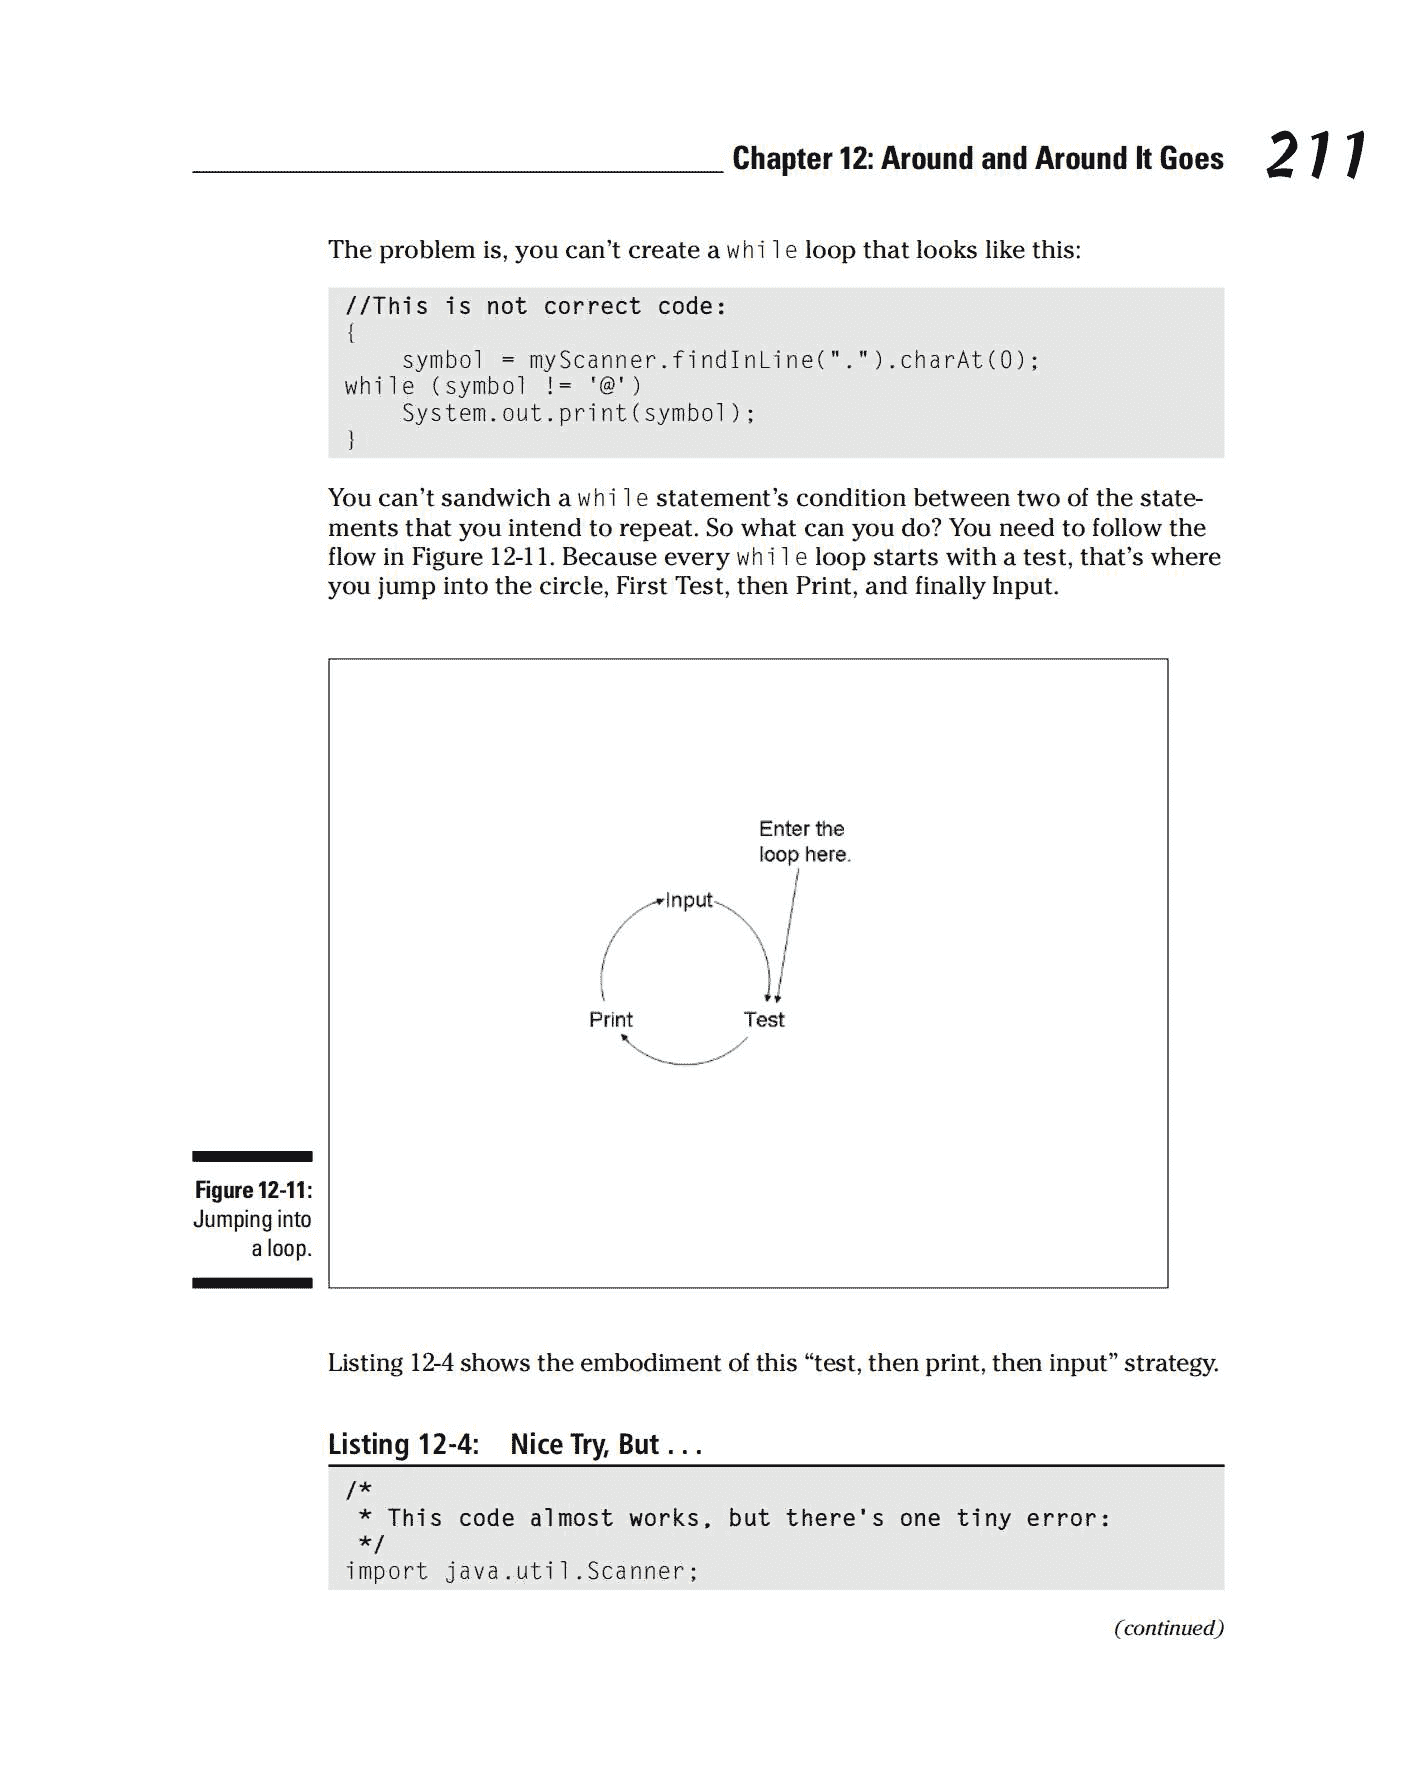 Chapter 12: Around and Around It Goes 211
The problem is, you can't create a while loop that looks like this:
//This is not correct code:
{
    symbol = myScanner.findInLine(".").charAt(0);
while (symbol != '@')
    System.out.print(symbol);
}
You can't sandwich a while statement's condition between two of the state-
ments that you intend to repeat. So what can you do? You need to follow the
flow in Figure 12-11. Because every while loop starts with a test, that's where
you jump into the circle, First Test, then Print, and finally Input.
Enter the
loop here.
Input
Print Test
Figure 12-11:
Jumping into
a loop.
Listing 12-4 shows the embodiment of this “test, then print, then input” strategy.
Listing 12-4: Nice Try, But . . .
/*
 * This code almost works, but there's one tiny error:
 */
import java.util.Scanner;
(continued)